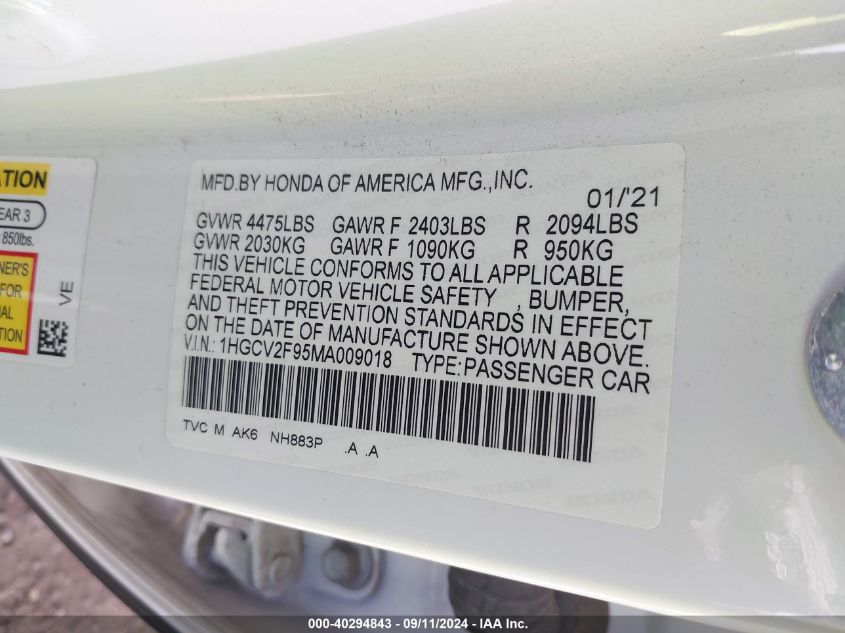 ATION
EAR 3
850lbs.
NER'S
FOR
NAL
TION
VE
MFD.BY HONDA OF AMERICA MFG.,INC.
01/'21
GVWR 4475LBS GAWR F 2403LBS R 2094LBS
GVWR 2030KG GAWR F 1090KG R 950KG
THIS VEHICLE CONFORMS TO ALL APPLICABLE
FEDERAL MOTOR VEHICLE SAFETY , BUMPER,
AND THEFT PREVENTION STANDARDS IN EFFECT
ON THE DATE OF MANUFACTURE SHOWN ABOVE.
V.I.N.: 1HGCV2F95MA009018 TYPE:PASSENGER CAR
TVC M AK6 NH883P .A .A
HONDA
000-40294843 - 09/11/2024 - IAA Inc.